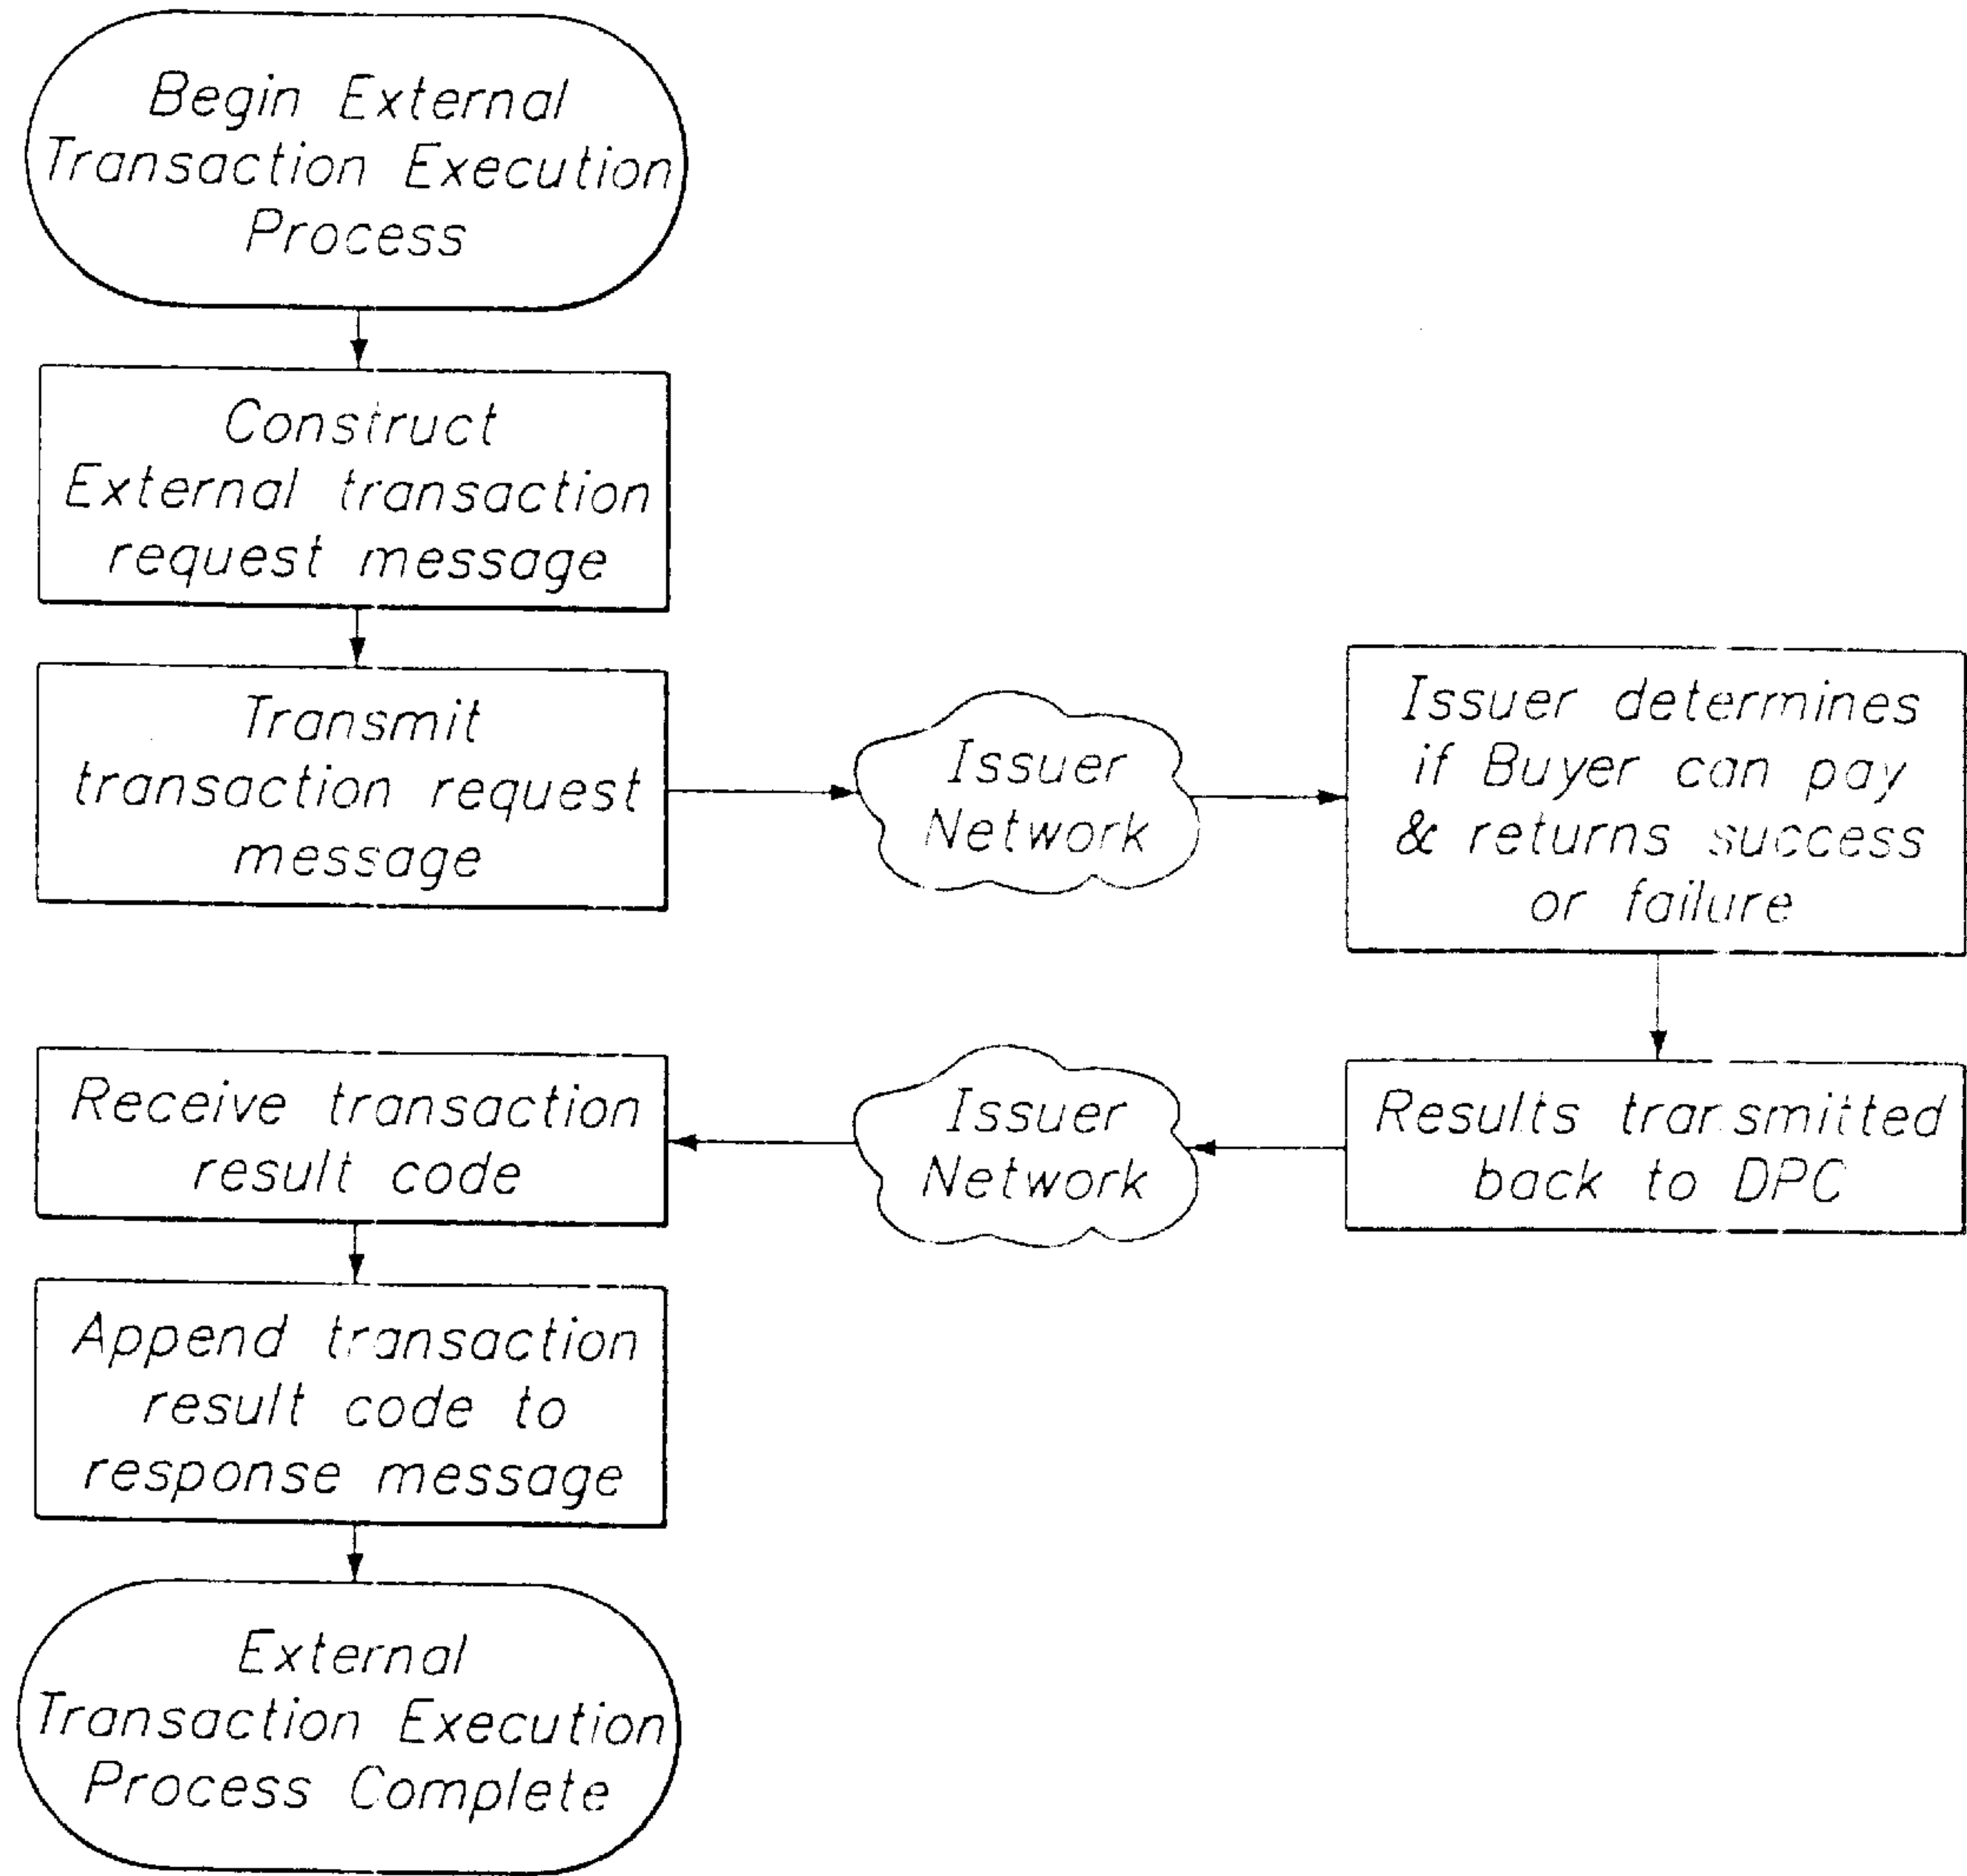 Begin External
Transaction Execution
Process
Construct
External transaction
request message
Transmit
transaction request
message
Issuer
Network
Issuer determines
if Buyer can pay
& returns success
or failure
Results transmitted
back to DPC
Issuer
Network
Receive transaction
result code
Append transaction
result code to
response message
External
Transaction Execution
Process Complete